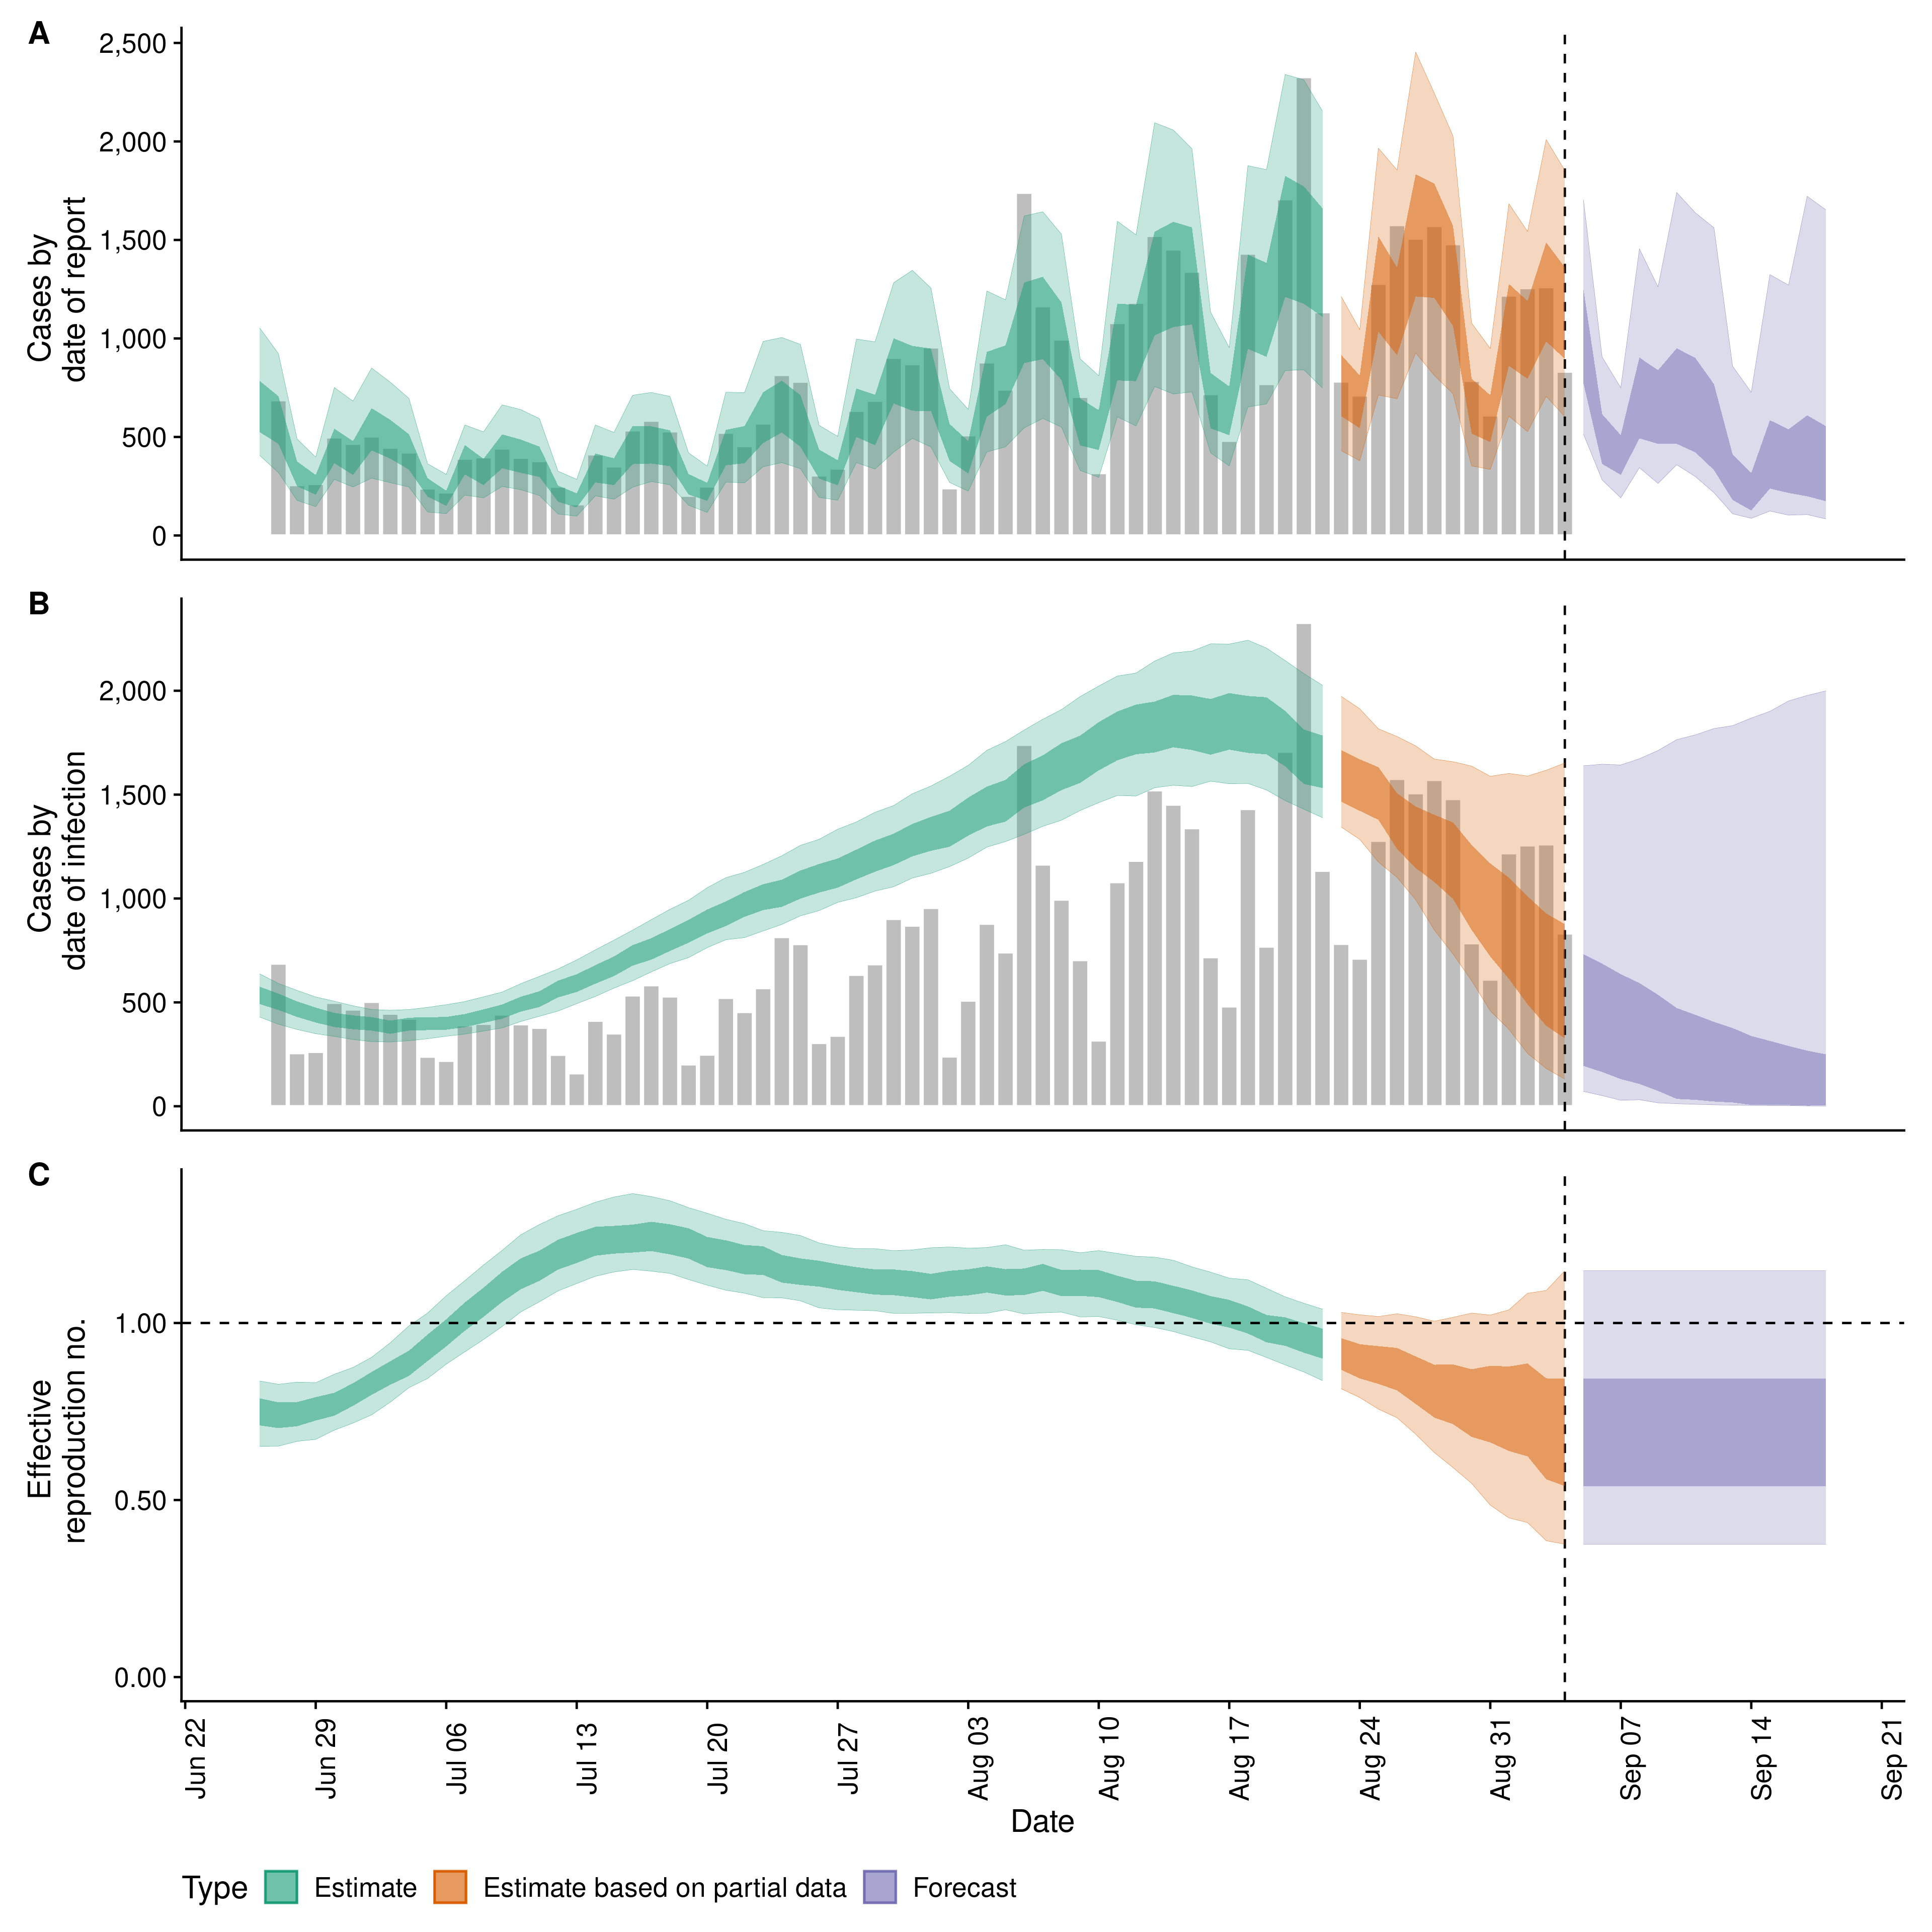 A
Cases by
date of report
2,500
2,000
1,500
1,000
500
0
B
Cases by
date of infection
2,000
1,500
1,000
500
0
C
Effective
reproduction no.
1.00
0.50
0.00
Jun 22
Jun 29
Jul 06
Jul 13
Jul 20
Jul 27
Aug 03
Aug 10
Aug 17
Aug 24
Aug 31
Sep 07
Sep 14
Sep 21
Date
Type Estimate Estimate based on partial data Forecast